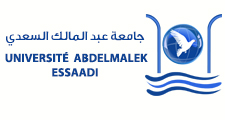 جامعة عبد المالك السعدي
UNIVERSITÉ ABDELMALEK
ESSAADI